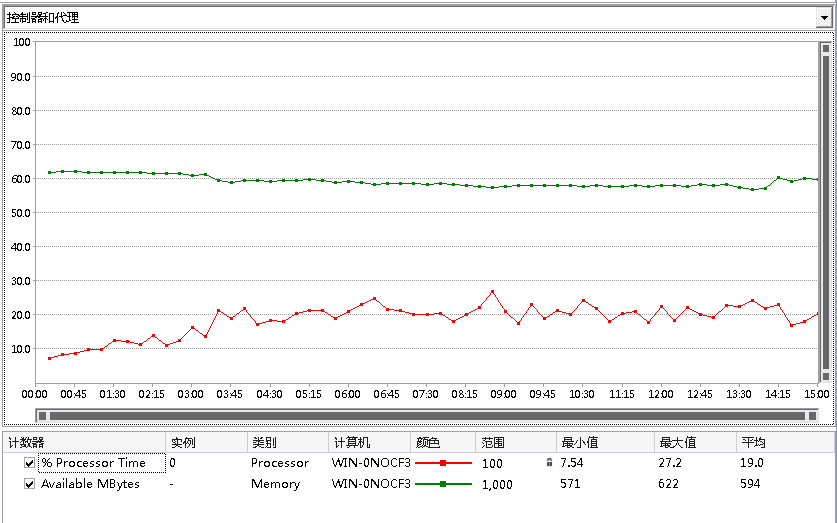 控制器和代理
100
90.0
80.0
70.0
60.0
50.0
40.0
30.0
20.0
10.0
00:00 00:45 01:30 02:15 03:00 03:45 04:30 05:15 06:00 06:45 07:30 08:15 09:00 09:45 10:30 11:15 12:00 12:45 13:30 14:15 15:00
计数器 实例 类别 计算机 颜色 范围 最小值 最大值 平均
% Processor Time 0 Processor WIN-0NOCF3 100 7.54 27.2 19.0
Available MBytes - Memory WIN-0NOCF3 1,000 571 622 594